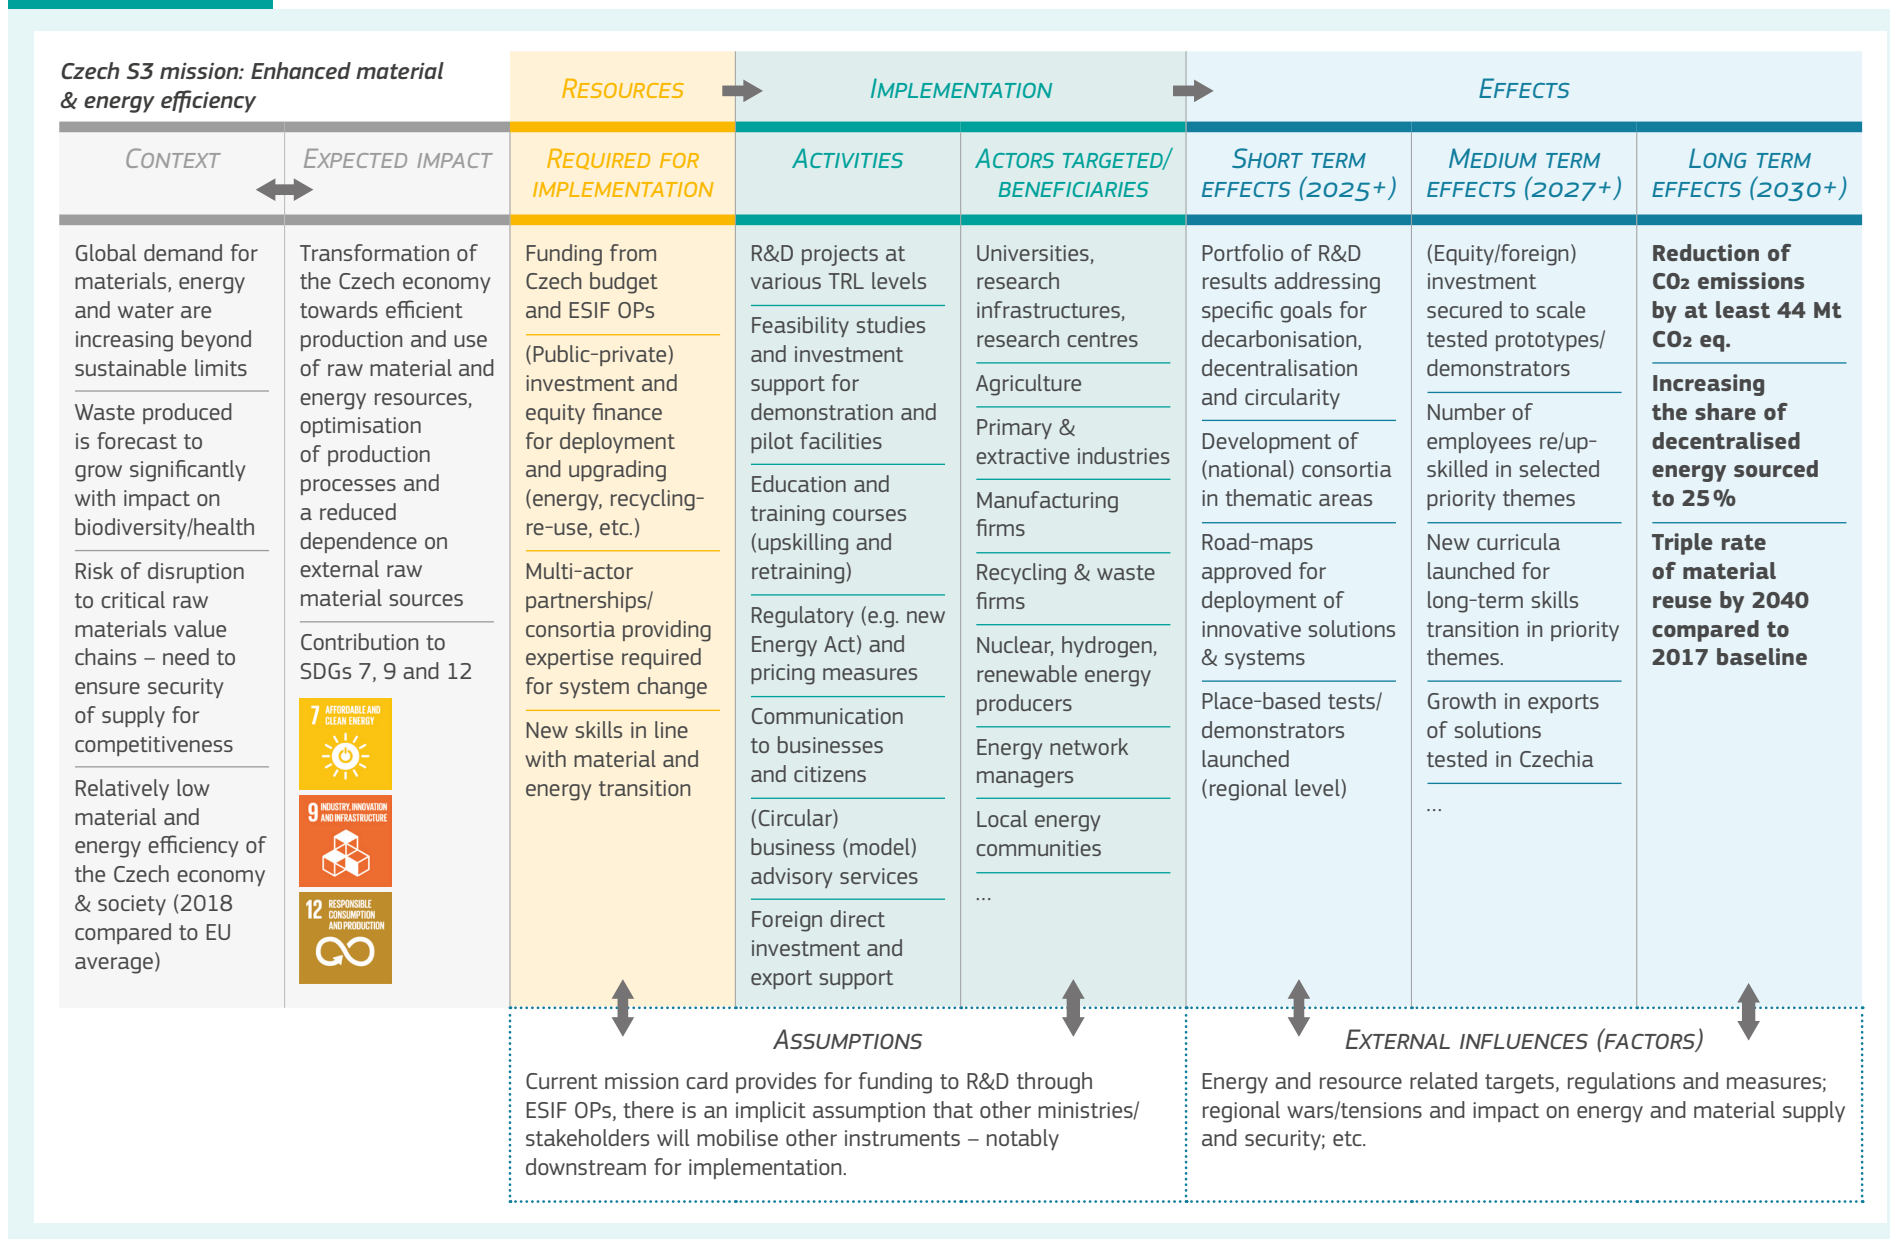 Czech S3 mission: Enhanced material
& energy efficiency
RESOURCES
IMPLEMENTATION
EFFECTS
CONTEXT
EXPECTED IMPACT
REQUIRED FOR
IMPLEMENTATION
ACTIVITIES
ACTORS TARGETED/
BENEFICIARIES
SHORT TERM
EFFECTS (2025+)
MEDIUM TERM
EFFECTS (2027+)
LONG TERM
EFFECTS (2030+)
Global demand for
materials, energy
and water are
increasing beyond
sustainable limits
Waste produced
is forecast to
grow significantly
with impact on
biodiversity/health
Risk of disruption
to critical raw
materials value
chains – need to
ensure security
of supply for
competitiveness
Relatively low
material and
energy efficiency of
the Czech economy
& society (2018
compared to EU
average)
Transformation of
the Czech economy
towards efficient
production and use
of raw material and
energy resources,
optimisation
of production
processes and
a reduced
dependence on
external raw
material sources
Contribution to
SDGs 7, 9 and 12
7 AFFORDABLE AND
CLEAN ENERGY
9 INDUSTRY, INNOVATION
AND INFRASTRUCTURE
12 RESPONSIBLE
CONSUMPTION
AND PRODUCTION
Funding from
Czech budget
and ESIF OPs
(Public-private)
investment and
equity finance
for deployment
and upgrading
(energy, recycling-
re-use, etc.)
Multi-actor
partnerships/
consortia providing
expertise required
for system change
New skills in line
with material and
energy transition
R&D projects at
various TRL levels
Feasibility studies
and investment
support for
demonstration and
pilot facilities
Education and
training courses
(upskilling and
retraining)
Regulatory (e.g. new
Energy Act) and
pricing measures
Communication
to businesses
and citizens
(Circular)
business (model)
advisory services
Foreign direct
investment and
export support
Universities,
research
infrastructures,
research centres
Agriculture
Primary &
extractive industries
Manufacturing
firms
Recycling & waste
firms
Nuclear, hydrogen,
renewable energy
producers
Energy network
managers
Local energy
communities
...
Portfolio of R&D
results addressing
specific goals for
decarbonisation,
decentralisation
and circularity
Development of
(national) consortia
in thematic areas
Road-maps
approved for
deployment of
innovative solutions
& systems
Place-based tests/
demonstrators
launched
(regional level)
(Equity/foreign)
investment
secured to scale
tested prototypes/
demonstrators
Number of
employees re/up-
skilled in selected
priority themes
New curricula
launched for
long-term skills
transition in priority
themes.
Growth in exports
of solutions
tested in Czechia
...
Reduction of
CO₂ emissions
by at least 44 Mt
CO₂ eq.
Increasing
the share of
decentralised
energy sourced
to 25%
Triple rate
of material
reuse by 2040
compared to
2017 baseline
ASSUMPTIONS
Current mission card provides for funding to R&D through
ESIF OPs, there is an implicit assumption that other ministries/
stakeholders will mobilise other instruments – notably
downstream for implementation.
EXTERNAL INFLUENCES (FACTORS)
Energy and resource related targets, regulations and measures;
regional wars/tensions and impact on energy and material supply
and security; etc.